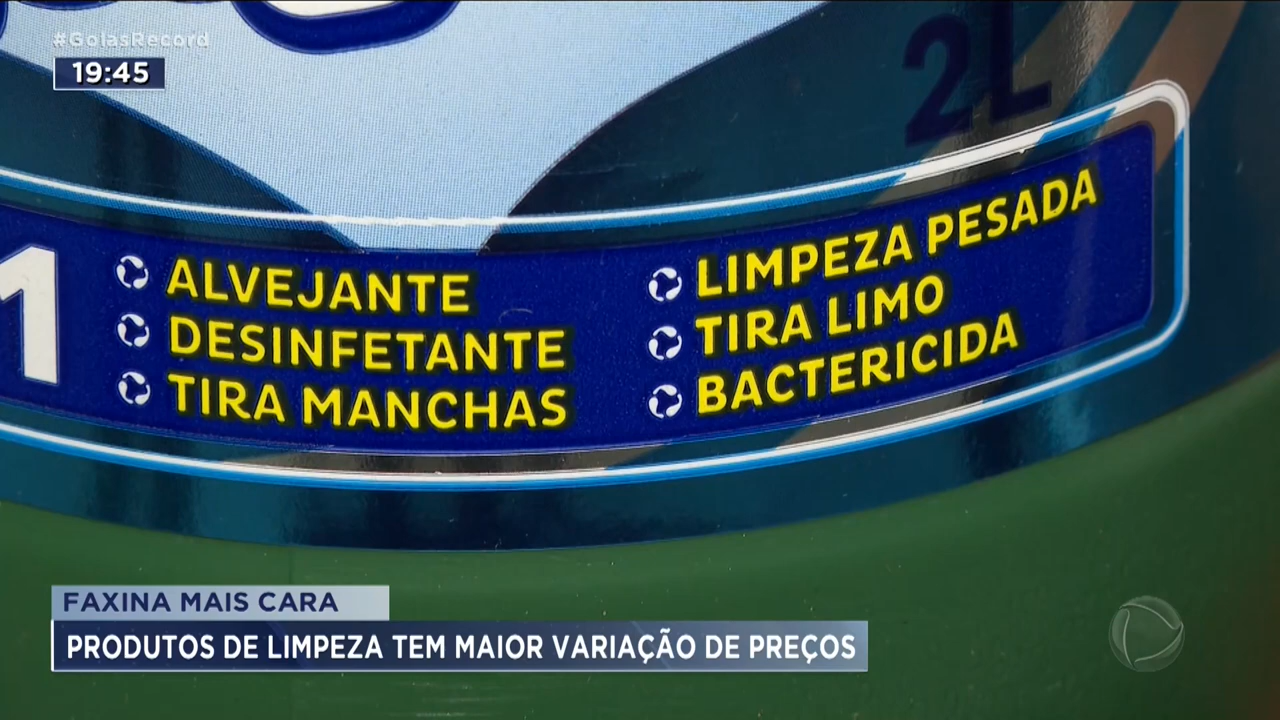 #GoiásRecord
19:45
2L
1
ALVEJANTE
DESINFETANTE
TIRA MANCHAS
LIMPEZA PESADA
TIRA LIMO
BACTERICIDA
FAXINA MAIS CARA
PRODUTOS DE LIMPEZA TEM MAIOR VARIAÇÃO DE PREÇOS